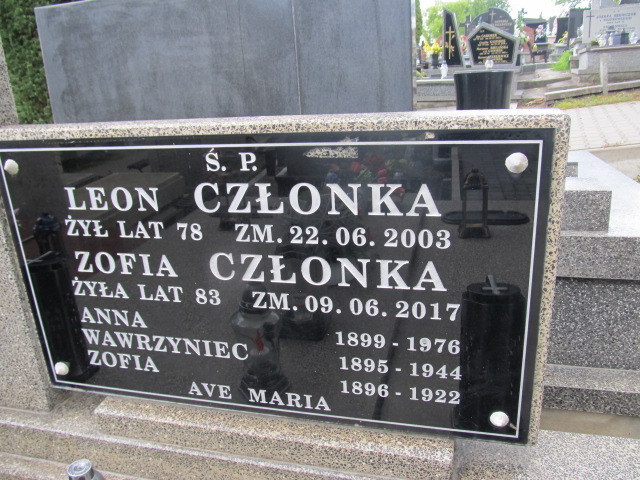 Ś. P.
LEON CZŁONKA
ŻYŁ LAT 78 ZM. 22. 06. 2003
ZOFIA CZŁONKA
ŻYŁA LAT 83 ZM. 09. 06. 2017
ANNA 1899 - 1976
WAWRZYNIEC 1895 - 1944
ZOFIA 1896 - 1922
AVE MARIA